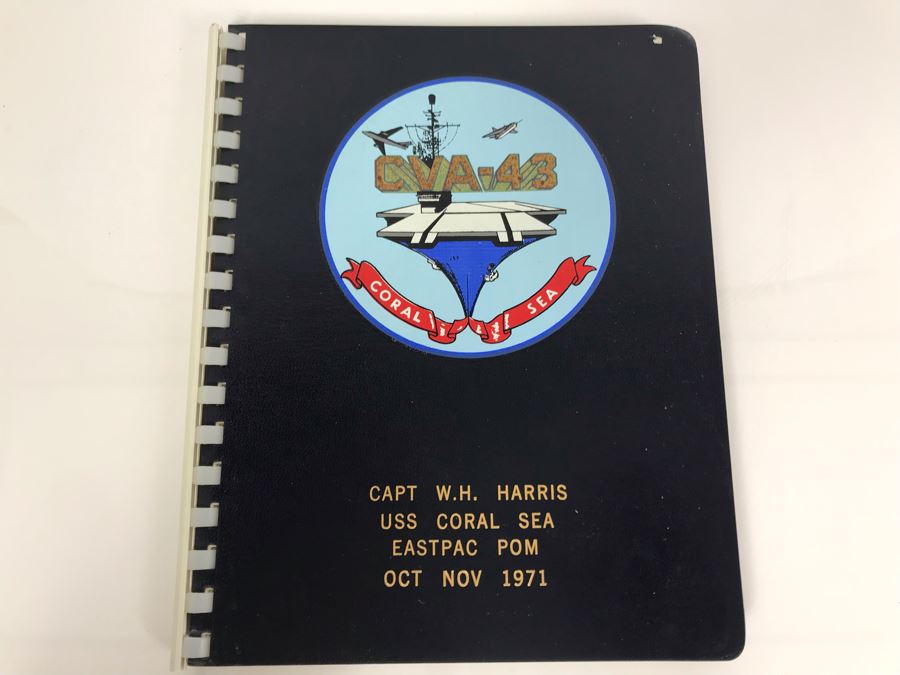 CVA-43
CORAL SEA
CAPT W.H. HARRIS
USS CORAL SEA
EASTPAC POM
OCT NOV 1971